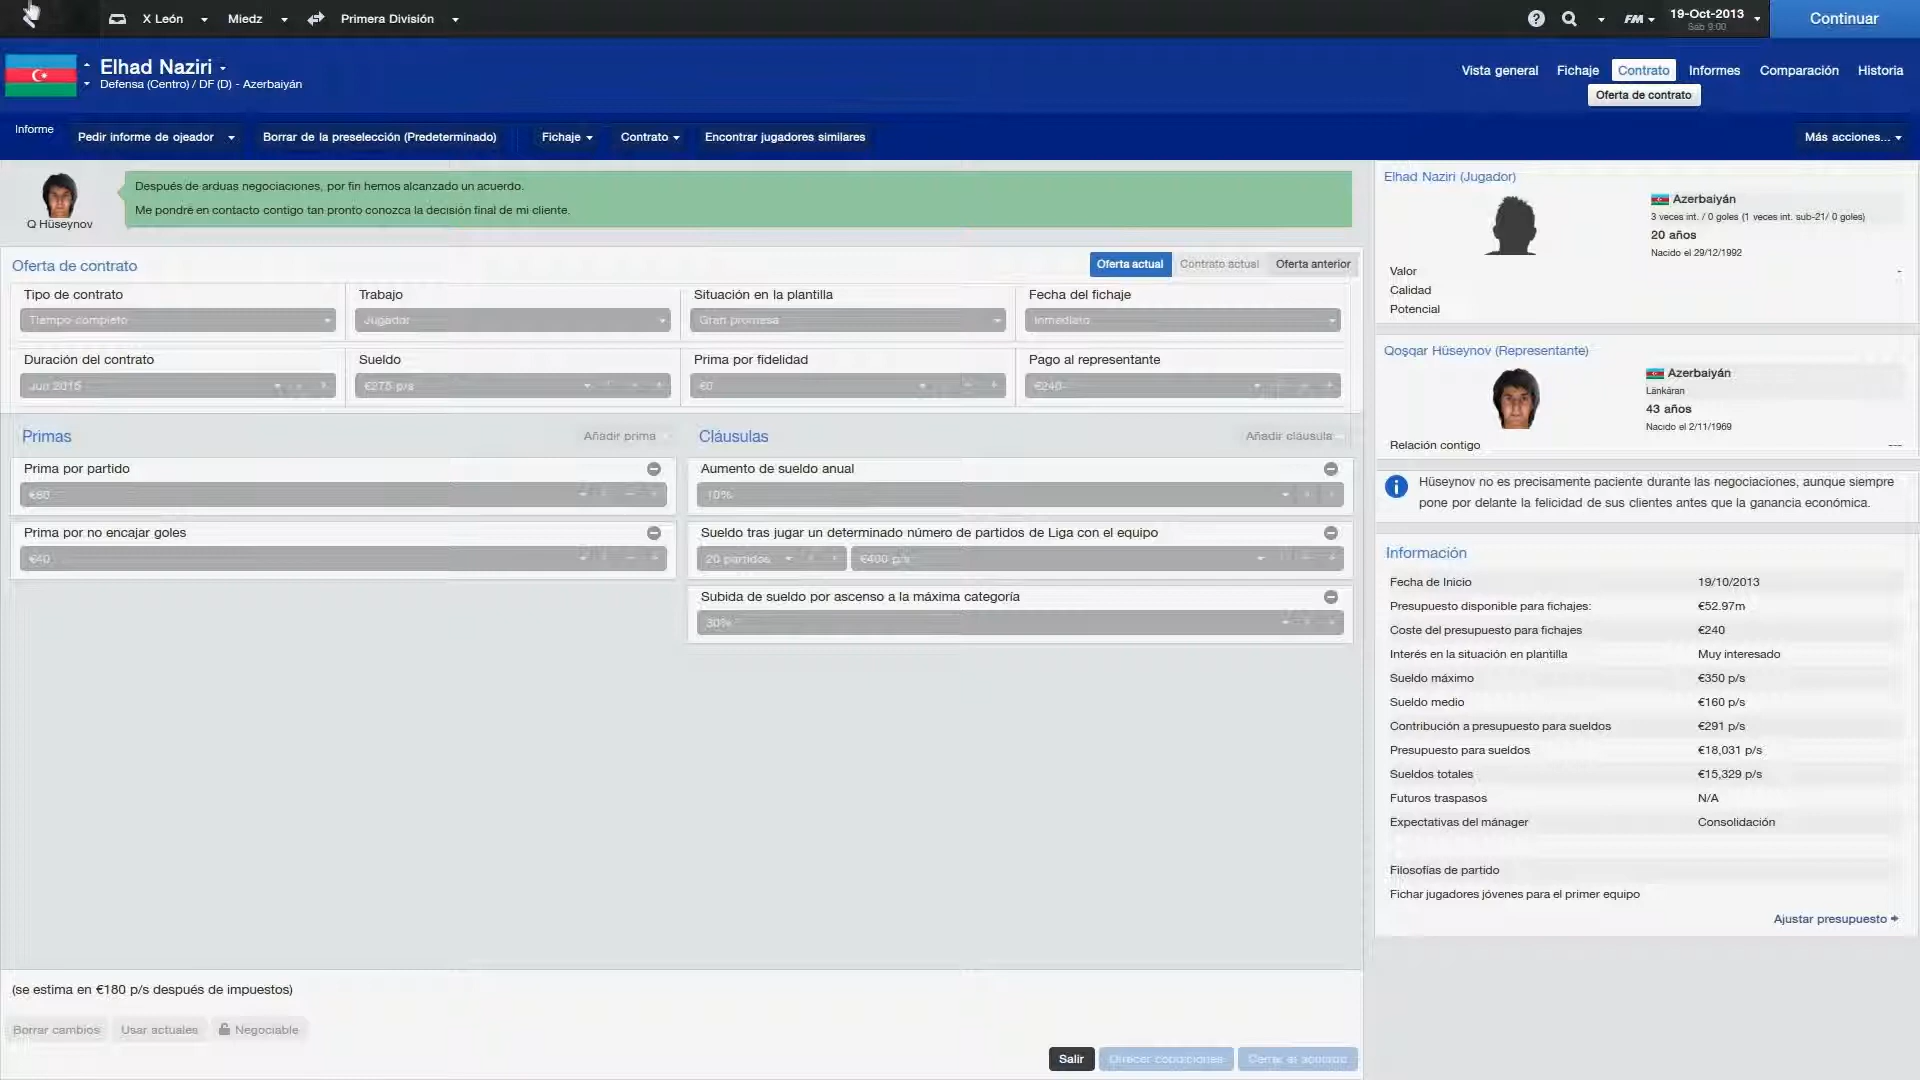 X León
Miedz
Primera División
FM
19-Oct-2013
Sáb 9:00
Continuar
Elhad Naziri
Defensa (Centro) / DF (D) - Azerbaiyán
Vista general
Fichaje
Contrato
Informes
Comparación
Historia
Oferta de contrato
Informe
Pedir informe de ojeador
Borrar de la preselección (Predeterminado)
Fichaje
Contrato
Encontrar jugadores similares
Más acciones...
Q Hüseynov
Después de arduas negociaciones, por fin hemos alcanzado un acuerdo.
Me pondré en contacto contigo tan pronto conozca la decisión final de mi cliente.
Oferta de contrato
Oferta actual
Contrato actual
Oferta anterior
Tipo de contrato
Tiempo completo
Trabajo
Jugador
Situación en la plantilla
Gran promesa
Fecha del fichaje
Inmediato
Duración del contrato
Sueldo
€275 p/s
Prima por fidelidad
€0
Pago al representante
€240
Primas
Añadir prima
Prima por partido
Prima por no encajar goles
€40
Cláusulas
Añadir cláusula
Aumento de sueldo anual
10%
Sueldo tras jugar un determinado número de partidos de Liga con el equipo
20 partidos
€400 p/s
Subida de sueldo por ascenso a la máxima categoría
30%
(se estima en €180 p/s después de impuestos)
Borrar cambios
Usar actuales
Negociable
Salir
Ofrecer condiciones
Cerrar el acuerdo
Elhad Naziri (Jugador)
Azerbaiyán
3 veces int. / 0 goles (1 veces int. sub-21/ 0 goles)
20 años
Nacido el 29/12/1992
Valor -
Calidad
Potencial
Qoşqar Hüseynov (Representante)
Azerbaiyán
Länkäran
43 años
Nacido el 2/11/1969
Relación contigo ---
Hüseynov no es precisamente paciente durante las negociaciones, aunque siempre
pone por delante la felicidad de sus clientes antes que la ganancia económica.
Información
Fecha de Inicio 19/10/2013
Presupuesto disponible para fichajes: €52.97m
Coste del presupuesto para fichajes €240
Interés en la situación en plantilla Muy interesado
Sueldo máximo €350 p/s
Sueldo medio €160 p/s
Contribución a presupuesto para sueldos €291 p/s
Presupuesto para sueldos €18,031 p/s
Sueldos totales €15,329 p/s
Futuros traspasos N/A
Expectativas del mánager Consolidación
Filosofías de partido
Fichar jugadores jóvenes para el primer equipo
Ajustar presupuesto